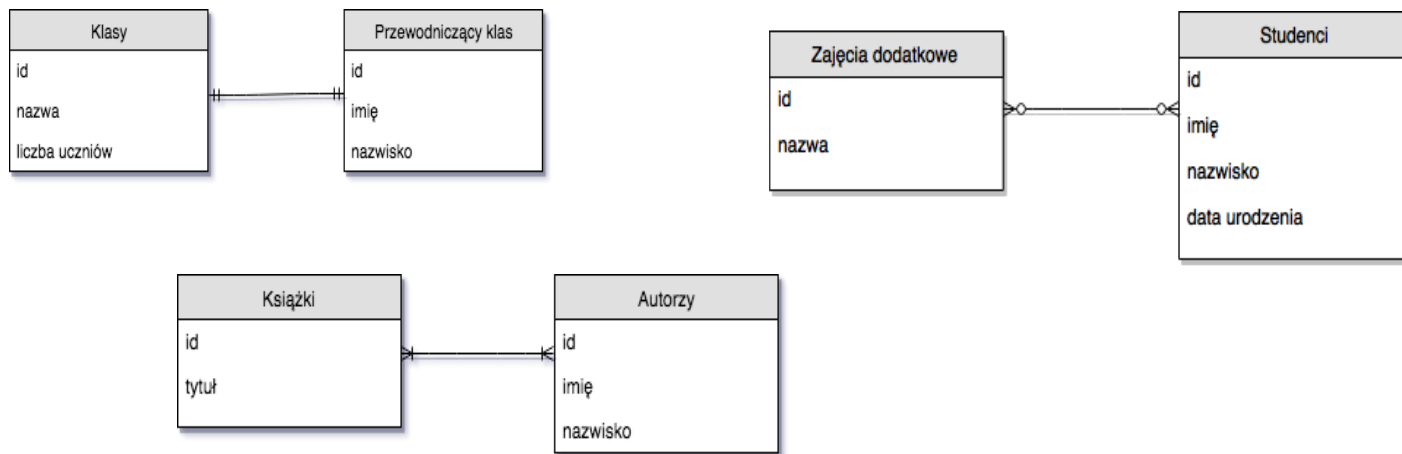 Klasy
id
nazwa
liczba uczniów
Przewodniczący klas
id
imię
nazwisko
Zajęcia dodatkowe
id
nazwa
Studenci
id
imię
nazwisko
data urodzenia
Książki
id
tytuł
Autorzy
id
imię
nazwisko